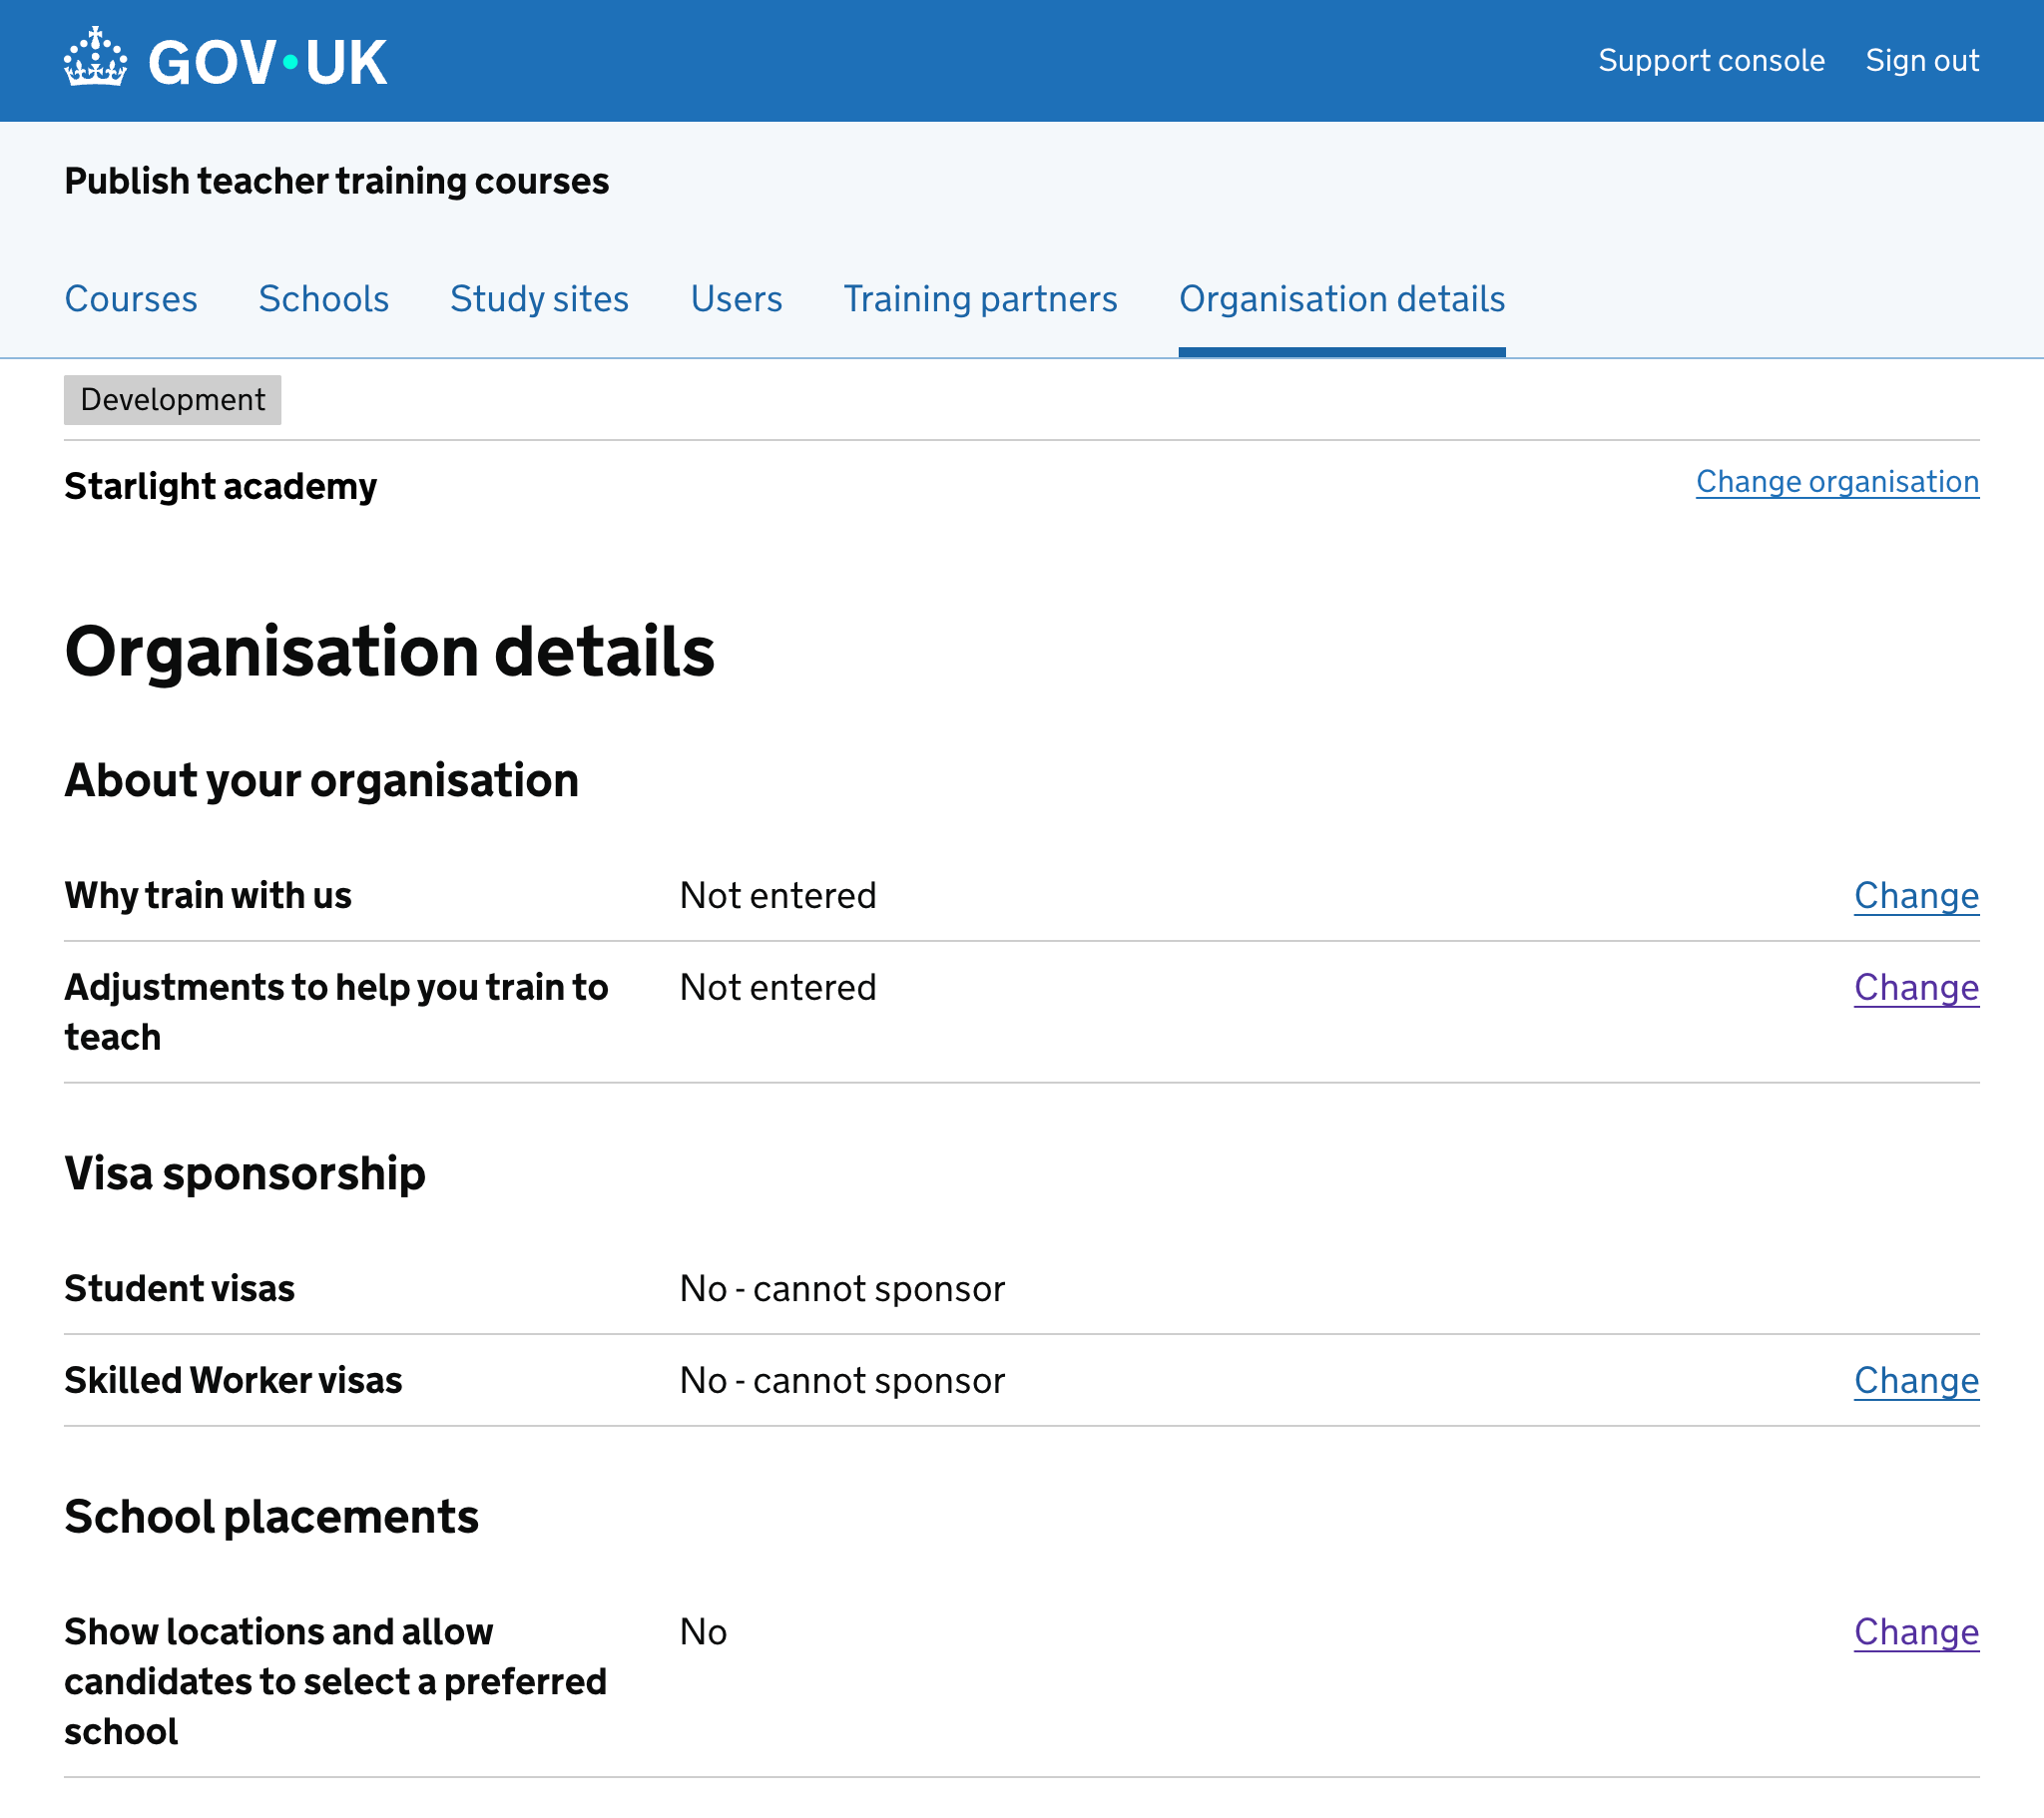 GOV·UK
Support console
Sign out
Publish teacher training courses
Courses
Schools
Study sites
Users
Training partners
Organisation details
Development
Starlight academy
Change organisation
Organisation details
About your organisation
Why train with us
Not entered
Change
Adjustments to help you train to
teach
Not entered
Change
Visa sponsorship
Student visas
No - cannot sponsor
Skilled Worker visas
No - cannot sponsor
Change
School placements
Show locations and allow
candidates to select a preferred
school
No
Change